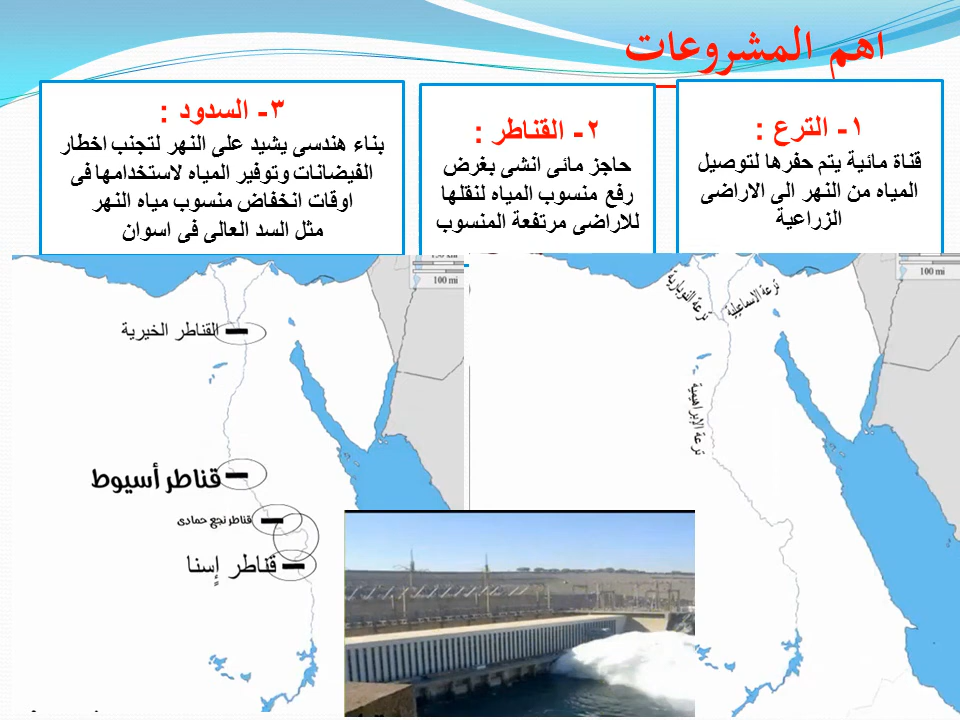 اهم المشروعات
١- الترع :
قناة مائية يتم حفرها لتوصيل
المياه من النهر الى الاراضى
الزراعية
٢- القناطر :
حاجز مائى انشى بغرض
رفع منسوب المياه لنقلها
للاراضى مرتفعة المنسوب
٣- السدود :
بناء هندسى يشيد على النهر لتجنب اخطار
الفيضانات وتوفير المياه لاستخدامها فى
اوقات انخفاض منسوب مياه النهر
مثل السد العالى فى اسوان
100 mi
ترعة النوبارية
ترعة الاسماعيلية
ترعة الإبراهيمية
100 mi
القناطر الخيرية
قناطر أسيوط
قناطر نجع حمادى
قناطر إسنا